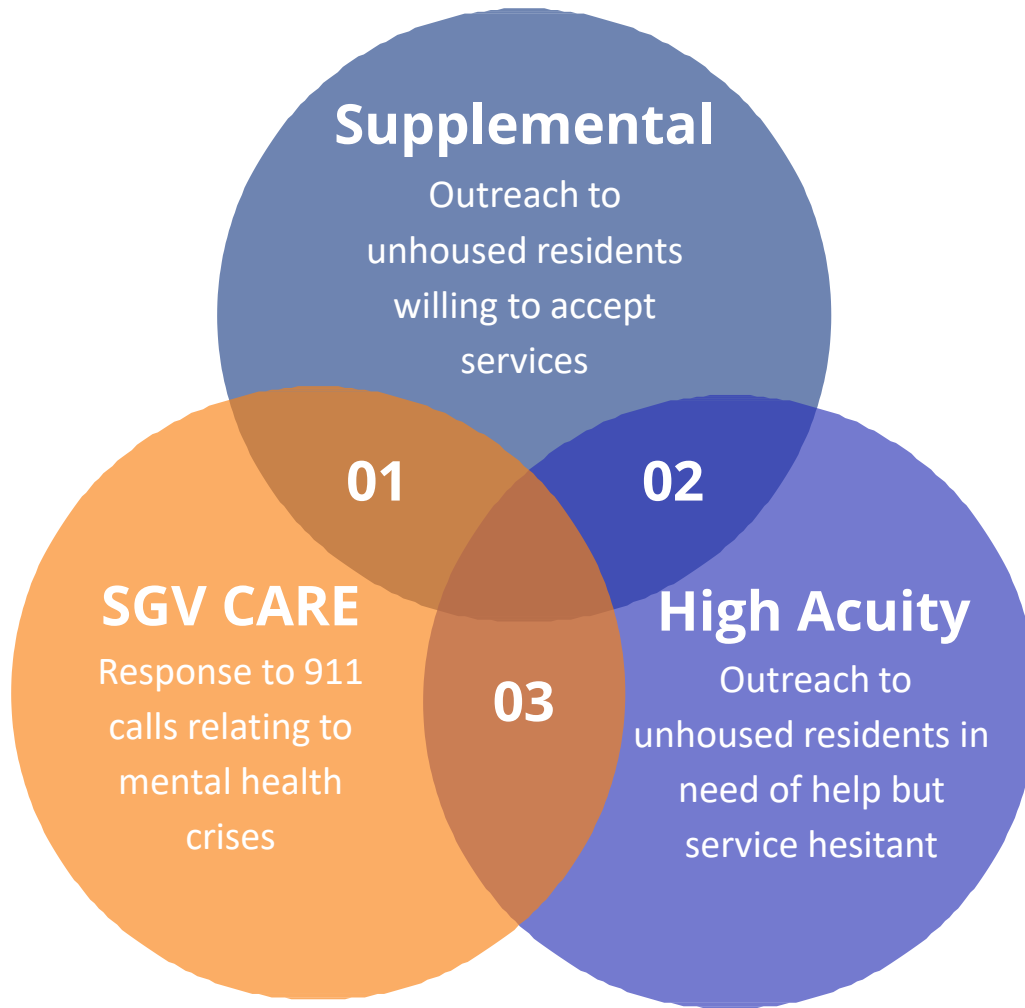 Supplemental
Outreach to
unhoused residents
willing to accept
services
01
02
SGV CARE
Response to 911
calls relating to
mental health
crises
03
High Acuity
Outreach to
unhoused residents in
need of help but
service hesitant